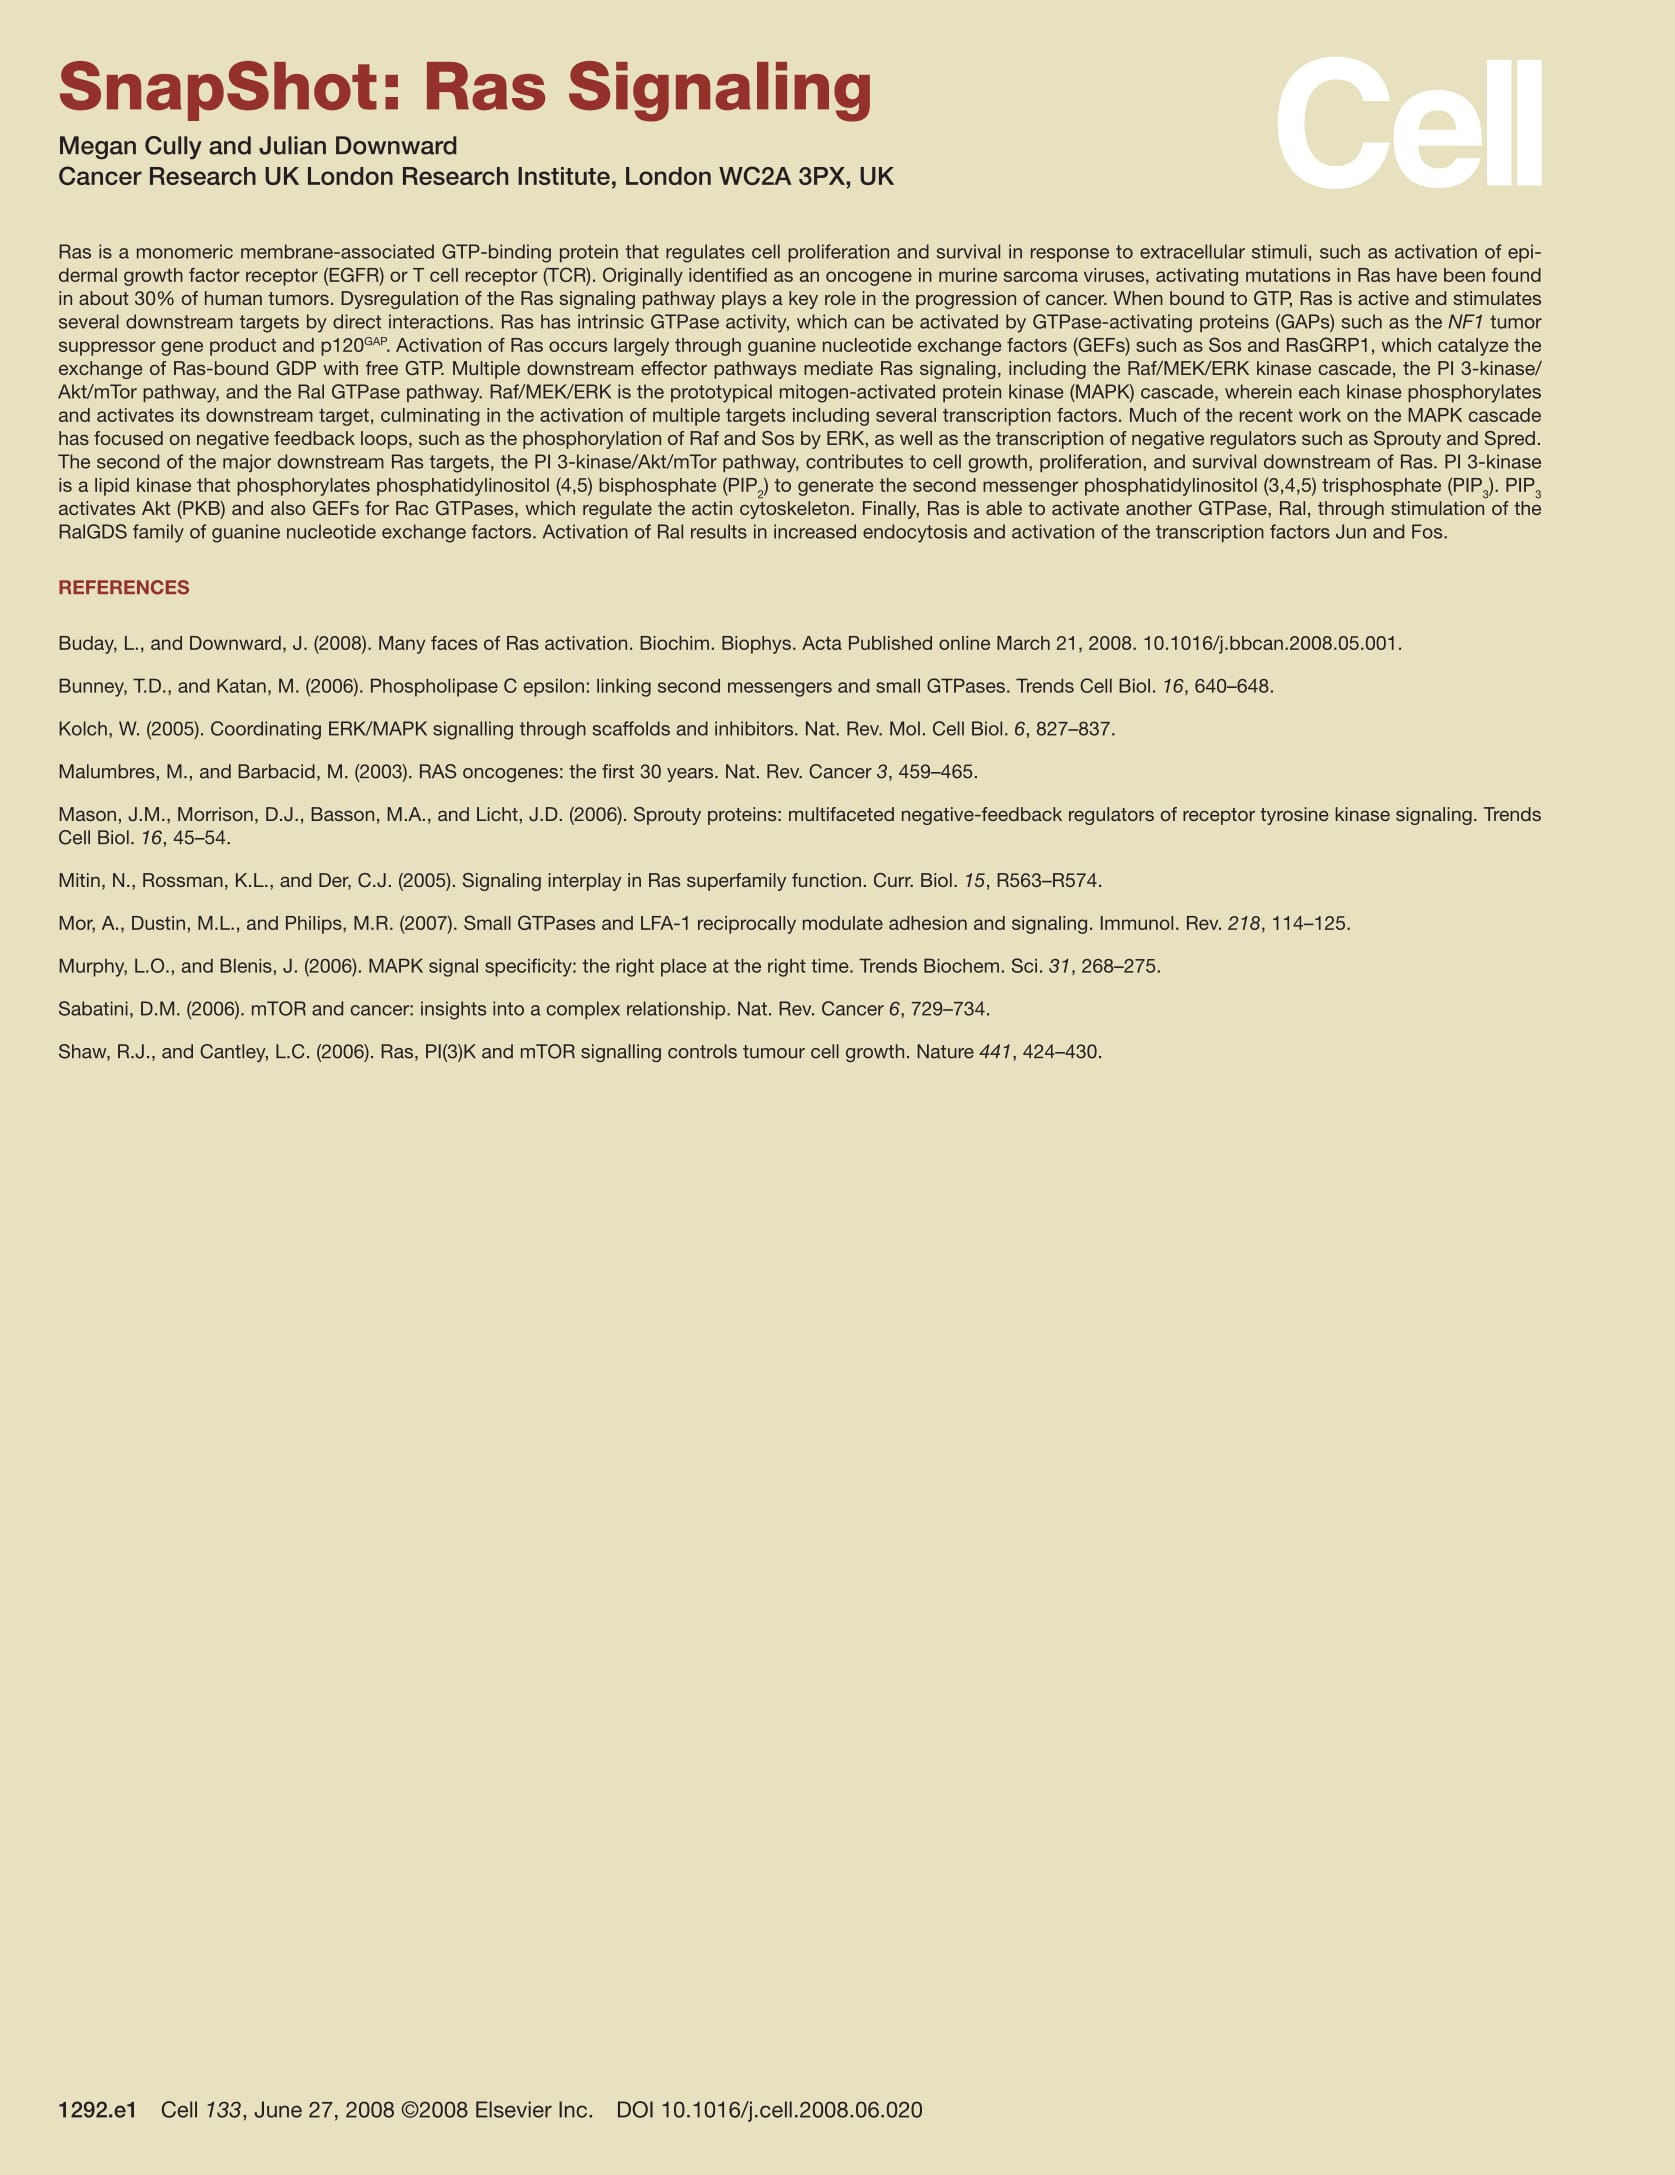 SnapShot: Ras Signaling
Cell
Megan Cully and Julian Downward
Cancer Research UK London Research Institute, London WC2A 3PX, UK
Ras is a monomeric membrane-associated GTP-binding protein that regulates cell proliferation and survival in response to extracellular stimuli, such as activation of epi-
dermal growth factor receptor (EGFR) or T cell receptor (TCR). Originally identified as an oncogene in murine sarcoma viruses, activating mutations in Ras have been found
in about 30% of human tumors. Dysregulation of the Ras signaling pathway plays a key role in the progression of cancer. When bound to GTP, Ras is active and stimulates
several downstream targets by direct interactions. Ras has intrinsic GTPase activity, which can be activated by GTPase-activating proteins (GAPs) such as the NF1 tumor
suppressor gene product and p120GAP. Activation of Ras occurs largely through guanine nucleotide exchange factors (GEFs) such as Sos and RasGRP1, which catalyze the
exchange of Ras-bound GDP with free GTP. Multiple downstream effector pathways mediate Ras signaling, including the Raf/MEK/ERK kinase cascade, the PI 3-kinase/
Akt/mTor pathway, and the Ral GTPase pathway. Raf/MEK/ERK is the prototypical mitogen-activated protein kinase (MAPK) cascade, wherein each kinase phosphorylates
and activates its downstream target, culminating in the activation of multiple targets including several transcription factors. Much of the recent work on the MAPK cascade
has focused on negative feedback loops, such as the phosphorylation of Raf and Sos by ERK, as well as the transcription of negative regulators such as Sprouty and Spred.
The second of the major downstream Ras targets, the PI 3-kinase/Akt/mTor pathway, contributes to cell growth, proliferation, and survival downstream of Ras. PI 3-kinase
is a lipid kinase that phosphorylates phosphatidylinositol (4,5) bisphosphate (PIP2) to generate the second messenger phosphatidylinositol (3,4,5) trisphosphate (PIP3). PIP3
activates Akt (PKB) and also GEFs for Rac GTPases, which regulate the actin cytoskeleton. Finally, Ras is able to activate another GTPase, Ral, through stimulation of the
RalGDS family of guanine nucleotide exchange factors. Activation of Ral results in increased endocytosis and activation of the transcription factors Jun and Fos.
REFERENCES
Buday, L., and Downward, J. (2008). Many faces of Ras activation. Biochim. Biophys. Acta Published online March 21, 2008. 10.1016/j.bbcan.2008.05.001.
Bunney, T.D., and Katan, M. (2006). Phospholipase C epsilon: linking second messengers and small GTPases. Trends Cell Biol. 16, 640–648.
Kolch, W. (2005). Coordinating ERK/MAPK signalling through scaffolds and inhibitors. Nat. Rev. Mol. Cell Biol. 6, 827–837.
Malumbres, M., and Barbacid, M. (2003). RAS oncogenes: the first 30 years. Nat. Rev. Cancer 3, 459–465.
Mason, J.M., Morrison, D.J., Basson, M.A., and Licht, J.D. (2006). Sprouty proteins: multifaceted negative-feedback regulators of receptor tyrosine kinase signaling. Trends
Cell Biol. 16, 45–54.
Mitin, N., Rossman, K.L., and Der, C.J. (2005). Signaling interplay in Ras superfamily function. Curr. Biol. 15, R563–R574.
Mor, A., Dustin, M.L., and Philips, M.R. (2007). Small GTPases and LFA-1 reciprocally modulate adhesion and signaling. Immunol. Rev. 218, 114–125.
Murphy, L.O., and Blenis, J. (2006). MAPK signal specificity: the right place at the right time. Trends Biochem. Sci. 31, 268–275.
Sabatini, D.M. (2006). mTOR and cancer: insights into a complex relationship. Nat. Rev. Cancer 6, 729–734.
Shaw, R.J., and Cantley, L.C. (2006). Ras, PI(3)K and mTOR signalling controls tumour cell growth. Nature 441, 424–430.
1292.e1 Cell 133, June 27, 2008 ©2008 Elsevier Inc. DOI 10.1016/j.cell.2008.06.020